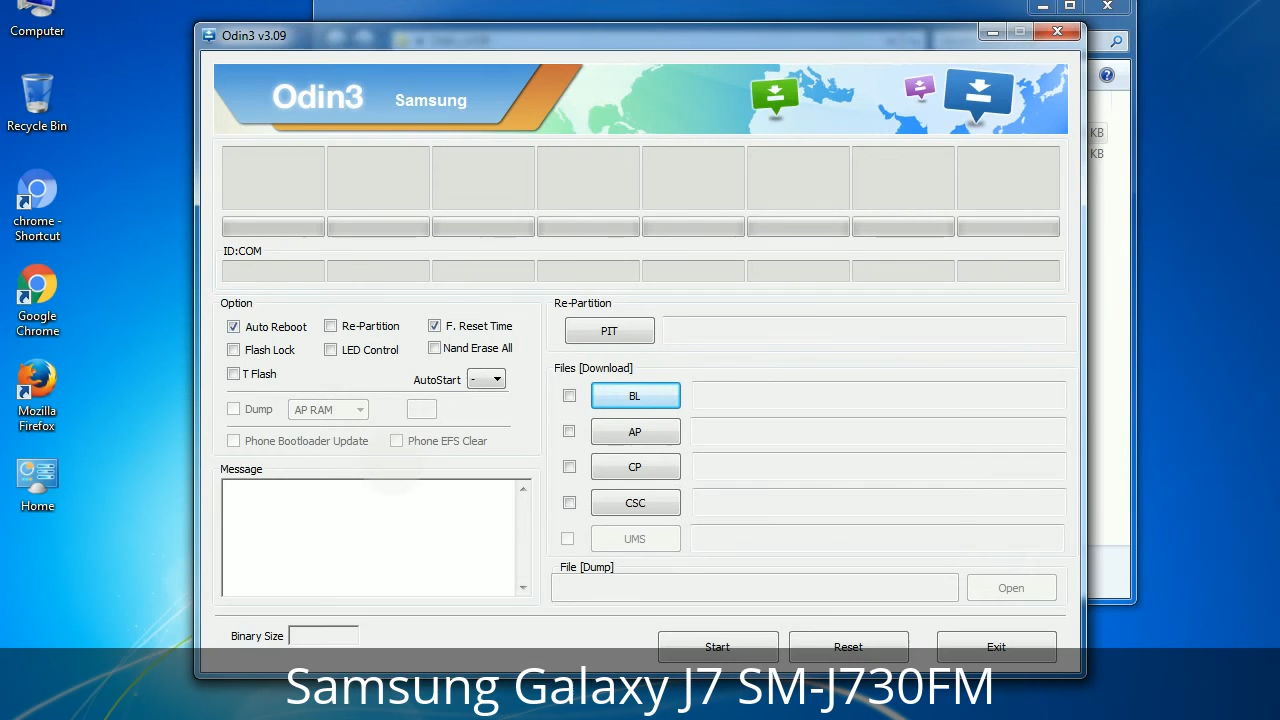 Computer
Recycle Bin
chrome -
Shortcut
Google
Chrome
Mozilla
Firefox
Home
Odin3 v3.09
Odin3 Samsung
ID:COM
Option
Auto Reboot Re-Partition F. Reset Time
Flash Lock LED Control Nand Erase All
T Flash
AutoStart -
Dump AP RAM
Phone Bootloader Update Phone EFS Clear
Message
Binary Size
Re-Partition
PIT
Files [Download]
BL
AP
CP
CSC
UMS
File [Dump]
Open
Start Reset Exit
KB
KB
Samsung Galaxy J7 SM-J730FM